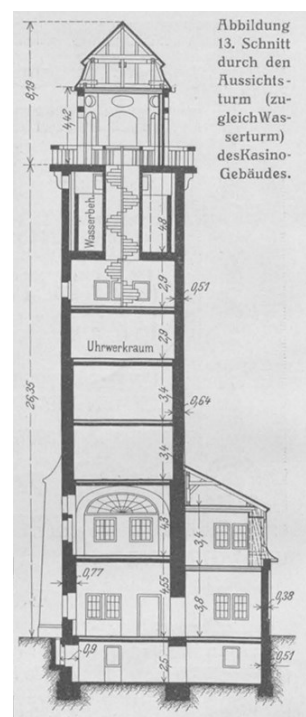 Abbildung
13. Schnitt
durch den
Aussichts-
turm (zu-
gleich Was-
serturm)
des Kasino-
Gebäudes.
8,19
4,42
Wasserbeh.
4,8
2,9
0,51
2,9
Uhrwerkraum
26,35
3,4
0,64
3,4
4,3
3,4
0,77
4,55
3,8
0,38
0,9
2,5
0,51